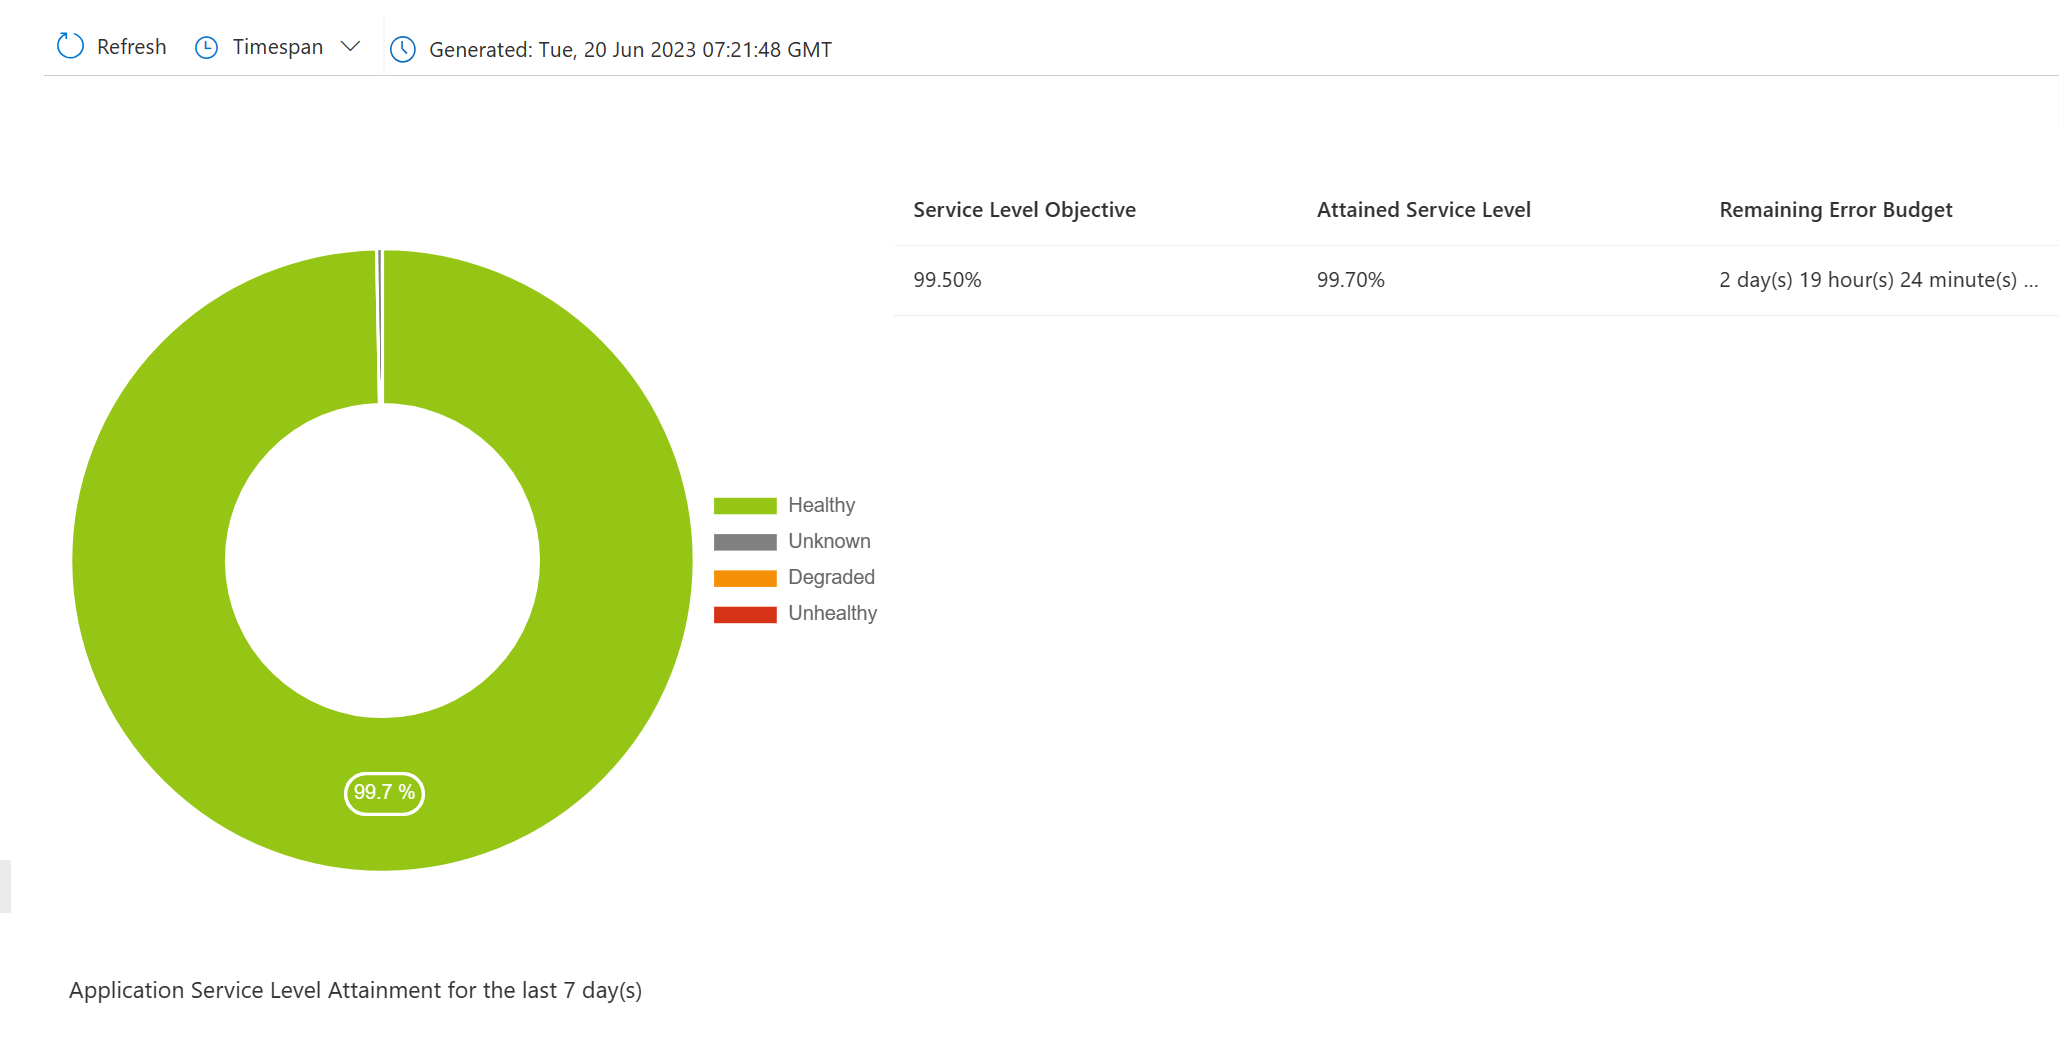 Refresh Timespan Generated: Tue, 20 Jun 2023 07:21:48 GMT
Service Level Objective Attained Service Level Remaining Error Budget
99.50% 99.70% 2 day(s) 19 hour(s) 24 minute(s) ...
Healthy
Unknown
Degraded
Unhealthy
99.7 %
Application Service Level Attainment for the last 7 day(s)